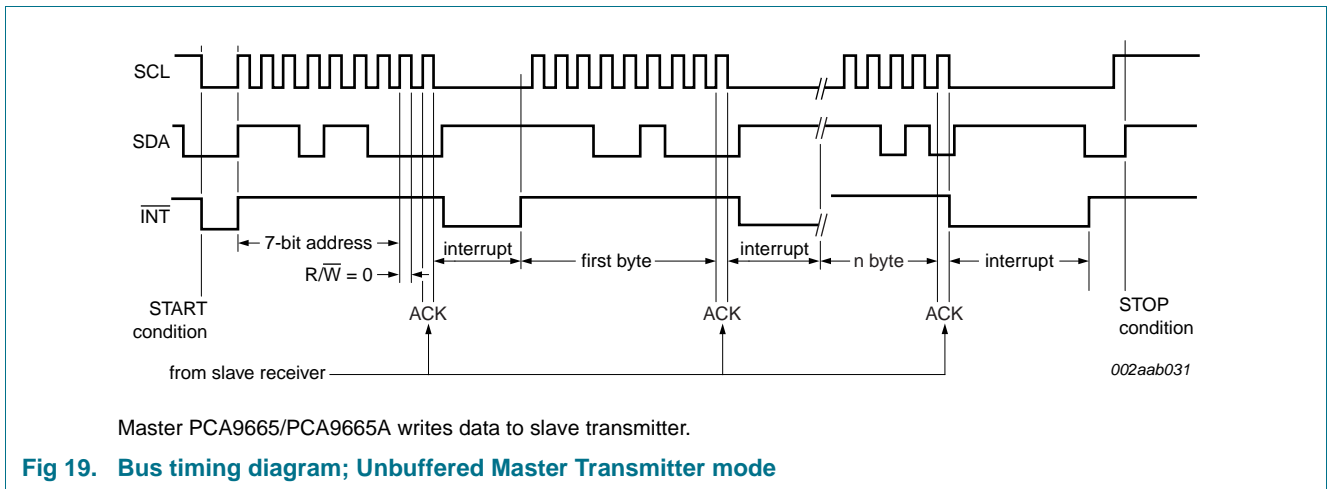 SCL
SDA
INT
7-bit address
interrupt
first byte
interrupt
n byte
interrupt
R/W = 0
START
condition
ACK
ACK
ACK
STOP
condition
from slave receiver
002aab031
Master PCA9665/PCA9665A writes data to slave transmitter.
Fig 19. Bus timing diagram; Unbuffered Master Transmitter mode